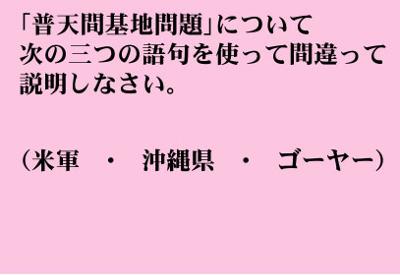 「普天間基地問題」について
次の三つの語句を使って間違って
説明しなさい。
（米軍　・　沖縄県　・　ゴーヤー）